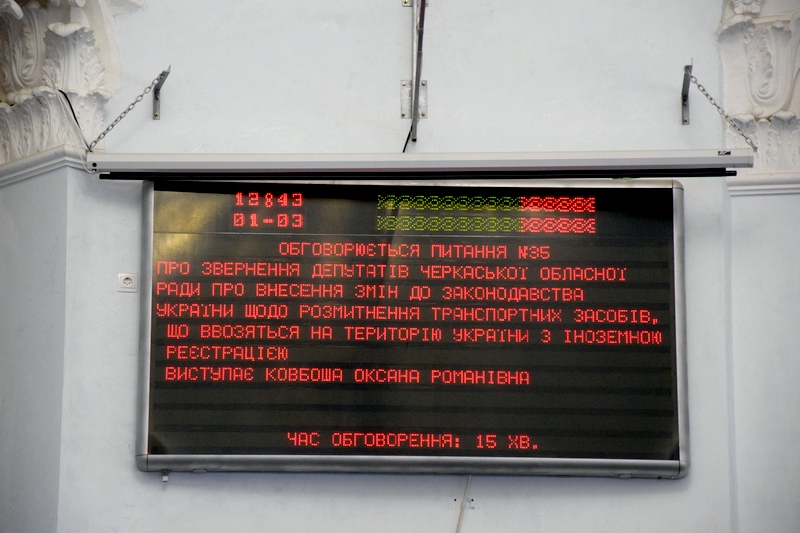 12:43
01-03
ОБГОВОРЮЄТЬСЯ ПИТАННЯ №35
ПРО ЗВЕРНЕННЯ ДЕПУТАТІВ ЧЕРКАСЬКОЇ ОБЛАСНОЇ
РАДИ ПРО ВНЕСЕННЯ ЗМІН ДО ЗАКОНОДАВСТВА
УКРАЇНИ ЩОДО РОЗМИТНЕННЯ ТРАНСПОРТНИХ ЗАСОБІВ,
ЩО ВВОЗЯТЬСЯ НА ТЕРИТОРІЮ УКРАЇНИ З ІНОЗЕМНОЮ
РЕЄСТРАЦІЄЮ
ВИСТУПАЄ КОВБОША ОКСАНА РОМАНІВНА
ЧАС ОБГОВОРЕННЯ: 15 ХВ.